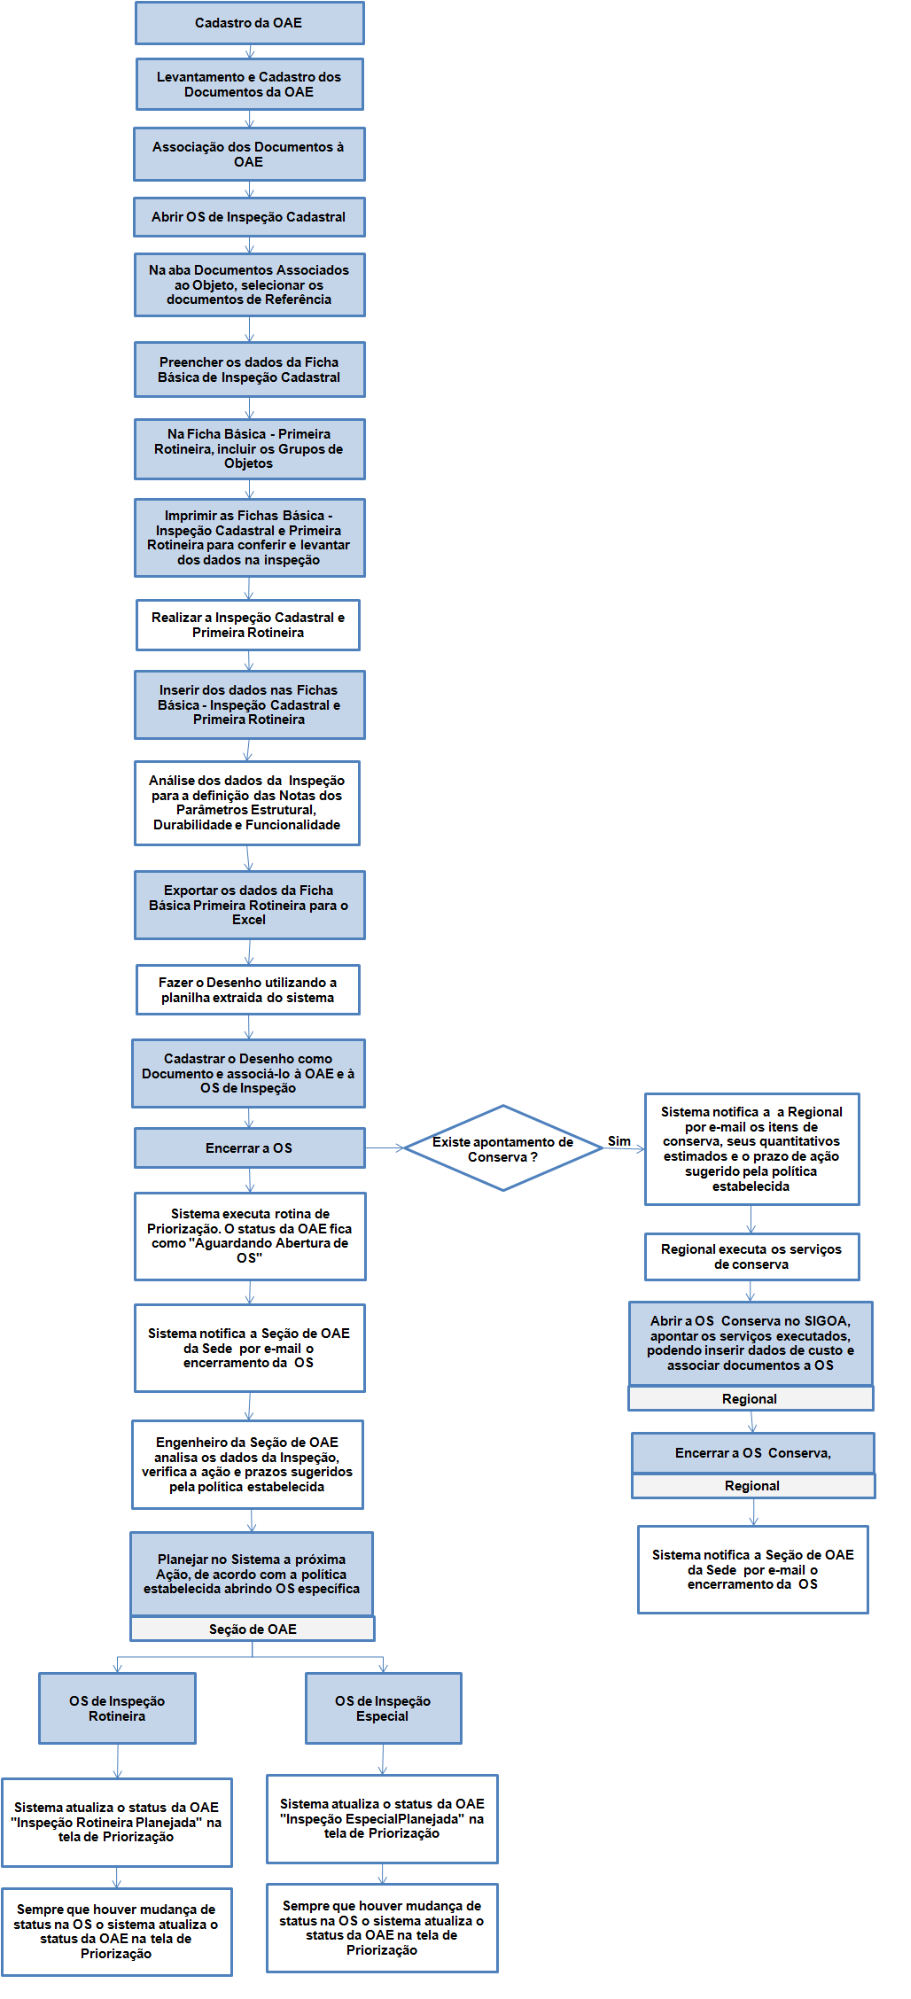 Cadastro da OAE
Levantamento e Cadastro dos
Documentos da OAE
Associação dos Documentos à
OAE
Abrir OS de Inspeção Cadastral
Na aba Documentos Associados
ao Objeto, selecionar os
documentos de Referência
Preencher os dados da Ficha
Básica de Inspeção Cadastral
Na Ficha Básica - Primeira
Rotineira, incluir os Grupos de
Objetos
Imprimir as Fichas Básica -
Inspeção Cadastral e Primeira
Rotineira para conferir e levantar
dos dados na inspeção
Realizar a Inspeção Cadastral e
Primeira Rotineira
Inserir dos dados nas Fichas
Básica - Inspeção Cadastral e
Primeira Rotineira
Análise dos dados da Inspeção
para a definição das Notas dos
Parâmetros Estrutural,
Durabilidade e Funcionalidade
Exportar os dados da Ficha
Básica Primeira Rotineira para o
Excel
Fazer o Desenho utilizando a
planilha extraida do sistema
Cadastrar o Desenho como
Documento e associá-lo à OAE e à
OS de Inspeção
Encerrar a OS
Existe apontamento de
Conserva ?
Sim
Sistema notifica a a Regional
por e-mail os itens de
conserva, seus quantitativos
estimados e o prazo de ação
sugerido pela política
estabelecida
Regional executa os serviços
de conserva
Abrir a OS Conserva no SIGOA,
apontar os serviços executados,
podendo inserir dados de custo e
associar documentos a OS
Regional
Encerrar a OS Conserva,
Regional
Sistema notifica a Seção de OAE
da Sede por e-mail o
encerramento da OS
Sistema executa rotina de
Priorização. O status da OAE fica
como "Aguardando Abertura de
OS"
Sistema notifica a Seção de OAE
da Sede por e-mail o
encerramento da OS
Engenheiro da Seção de OAE
analisa os dados da Inspeção,
verifica a ação e prazos sugeridos
pela política estabelecida
Planejar no Sistema a próxima
Ação, de acordo com a politica
estabelecida abrindo OS específica
Seção de OAE
OS de Inspeção
Rotineira
Sistema atualiza o status da OAE
"Inspeção Rotineira Planejada" na
tela de Priorização
Sempre que houver mudança de
status na OS o sistema atualiza o
status da OAE na tela de
Priorização
OS de Inspeção
Especial
Sistema atualiza o status da OAE
"Inspeção EspecialPlanejada" na
tela de Priorização
Sempre que houver mudança de
status na OS o sistema atualiza o
status da OAE na tela de
Priorização